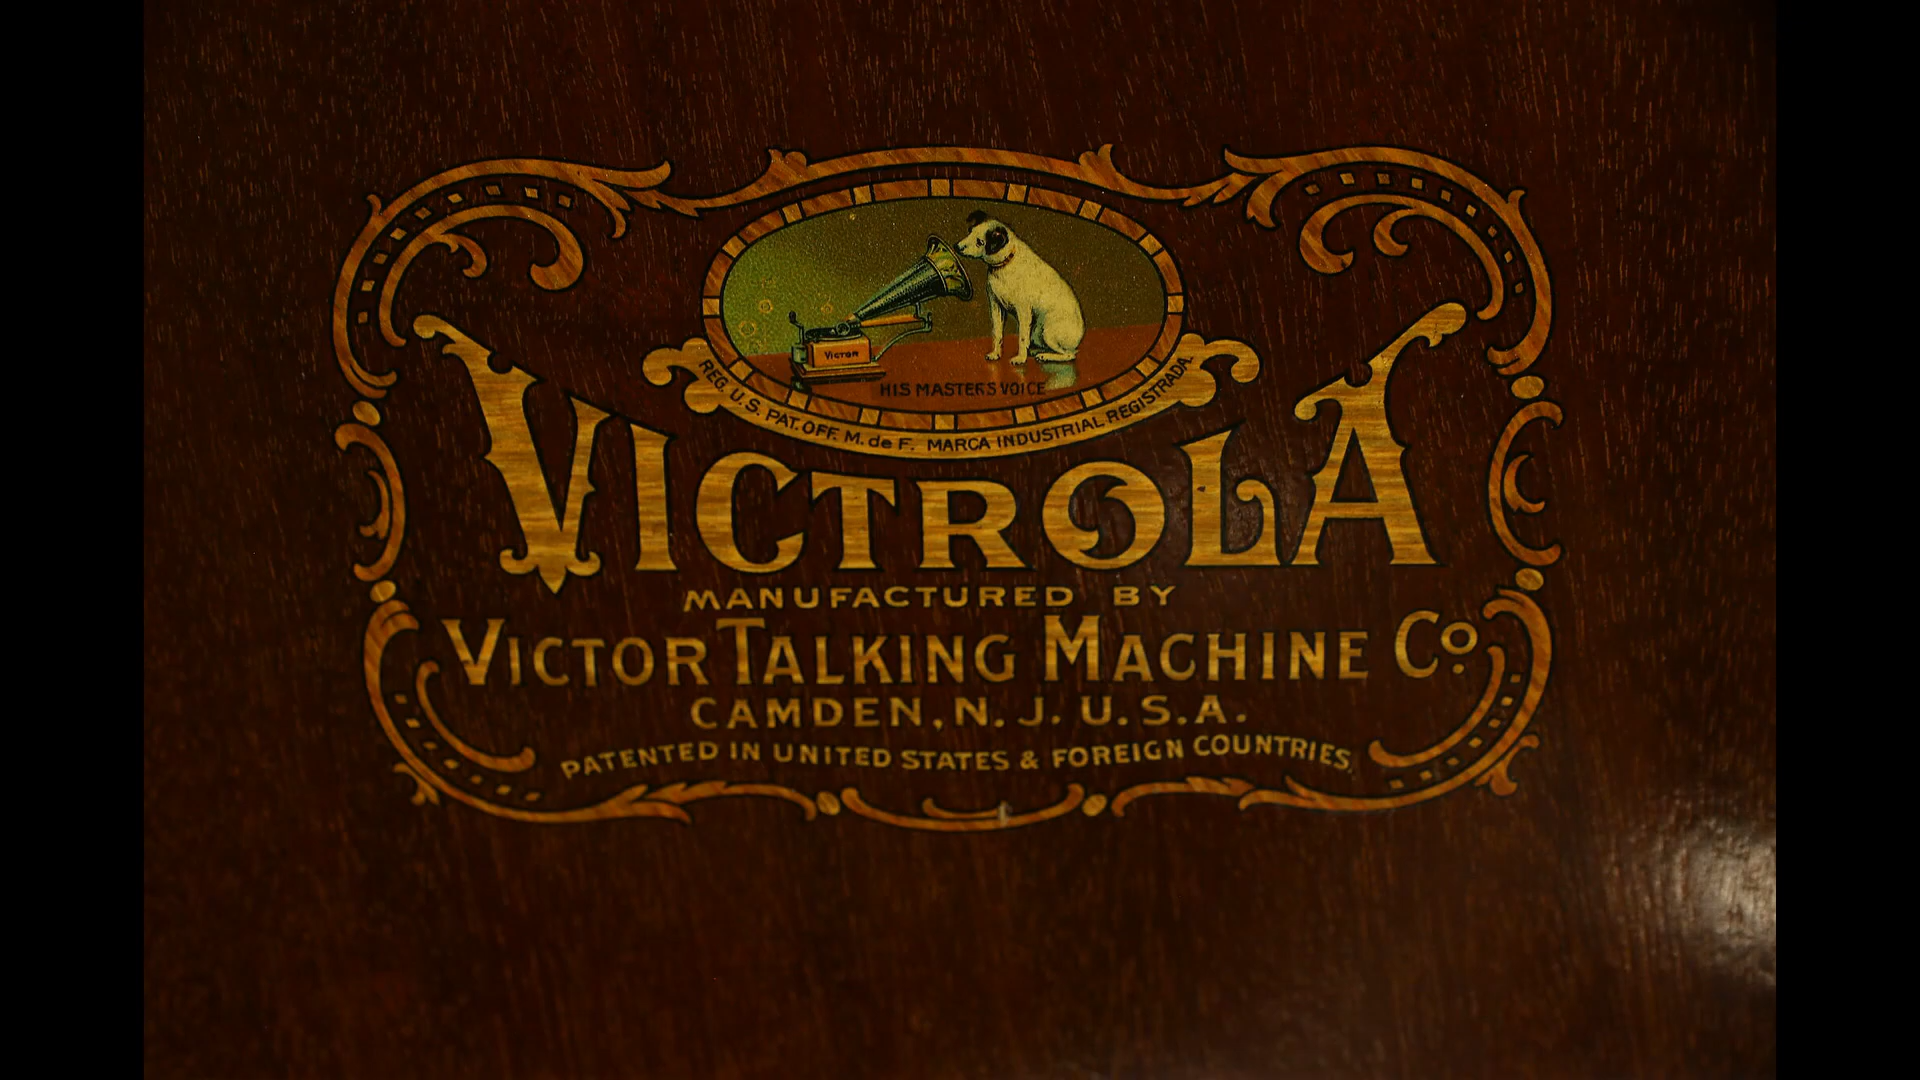 VICTOR
HIS MASTERS VOICE
REG. U.S. PAT. OFF. M. de F. MARCA INDUSTRIAL REGISTRADA.
VICTROLA
MANUFACTURED BY
VICTOR TALKING MACHINE Co.
CAMDEN, N. J. U. S. A.
PATENTED IN UNITED STATES & FOREIGN COUNTRIES.